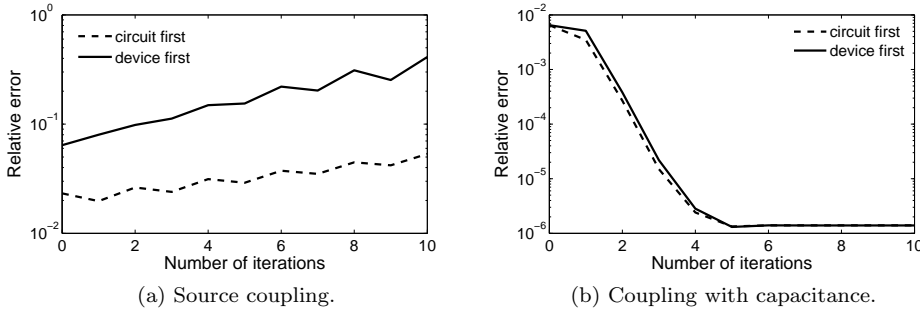 10^0
10^-1
10^-2
Relative error
circuit first
device first
0 2 4 6 8 10
Number of iterations
(a) Source coupling.
10^-2
10^-3
10^-4
10^-5
10^-6
Relative error
circuit first
device first
0 2 4 6 8 10
Number of iterations
(b) Coupling with capacitance.